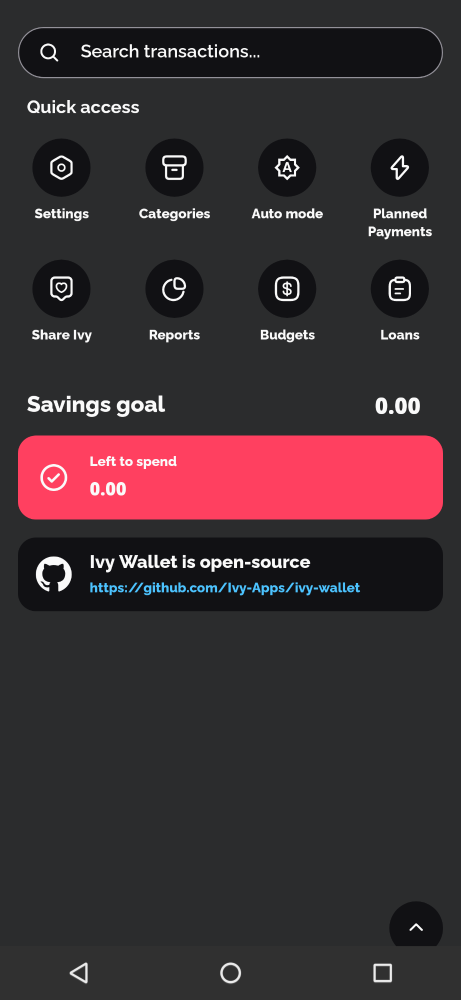 Search transactions...
Quick access
Settings
Categories
Auto mode
Planned
Payments
Share Ivy
Reports
Budgets
Loans
Savings goal
0.00
Left to spend
0.00
Ivy Wallet is open-source
https://github.com/Ivy-Apps/ivy-wallet